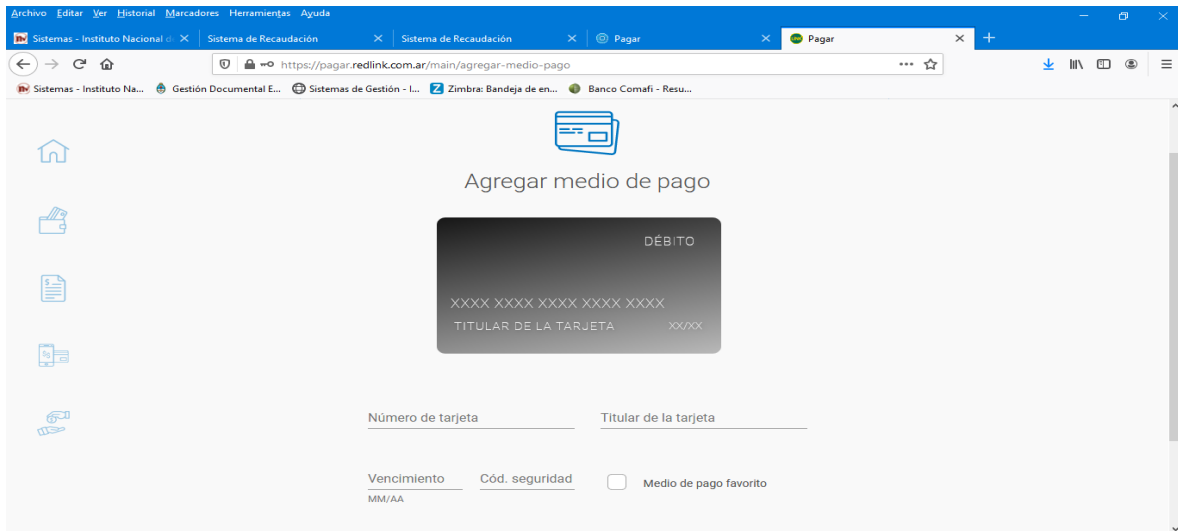 Archivo Editar Ver Historial Marcadores Herramientas Ayuda
Sistemas - Instituto Nacional d Sistema de Recaudación Sistema de Recaudación Pagar Pagar
https://pagar.redlink.com.ar/main/agregar-medio-pago
Sistemas - Instituto Na... Gestión Documental E... Sistemas de Gestión - I... Zimbra: Bandeja de en... Banco Comafi - Resu...
Agregar medio de pago
DÉBITO
XXXX XXXX XXXX XXXX XXXX
TITULAR DE LA TARJETA XX/XX
Número de tarjeta Titular de la tarjeta
Vencimiento Cód. seguridad Medio de pago favorito
MM/AA